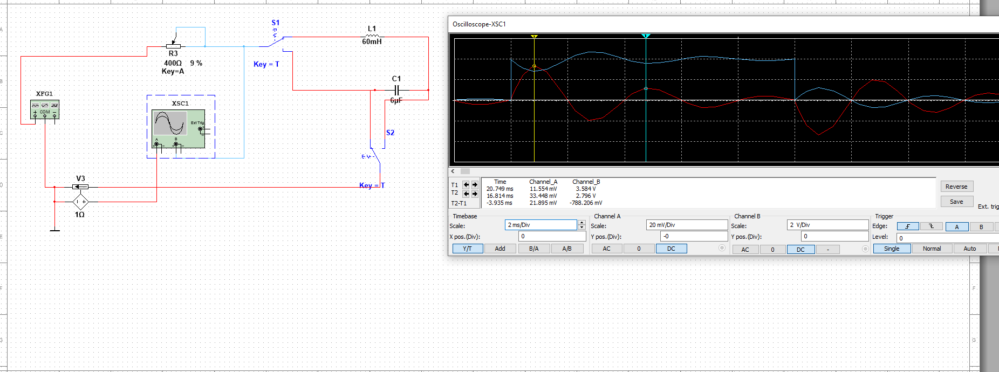 A
B
C
D
E
F
G
S1
Key = T
L1
60mH
R3
400Ω 9 %
Key=A
C1
6µF
XFG1
+ COM −
XSC1
Ext Trig
+
−
A B
+ − + −
S2
Key = T
V3
1Ω
F
G
Oscilloscope-XSC1
2
1
Time Channel_A Channel_B
T1 20.749 ms 11.554 mV 3.584 V
T2 16.814 ms 33.448 mV 2.796 V
T2-T1 -3.935 ms 21.895 mV -788.206 mV
Reverse
Save
Ext. trig
Timebase
Scale: 2 ms/Div
X pos.(Div): 0
Y/T Add B/A A/B
Channel A
Scale: 20 mV/Div
Y pos.(Div): -0
AC 0 DC
Channel B
Scale: 2 V/Div
Y pos.(Div): 0
AC 0 DC -
Trigger
Edge: A B
Level: 0
Single Normal Auto